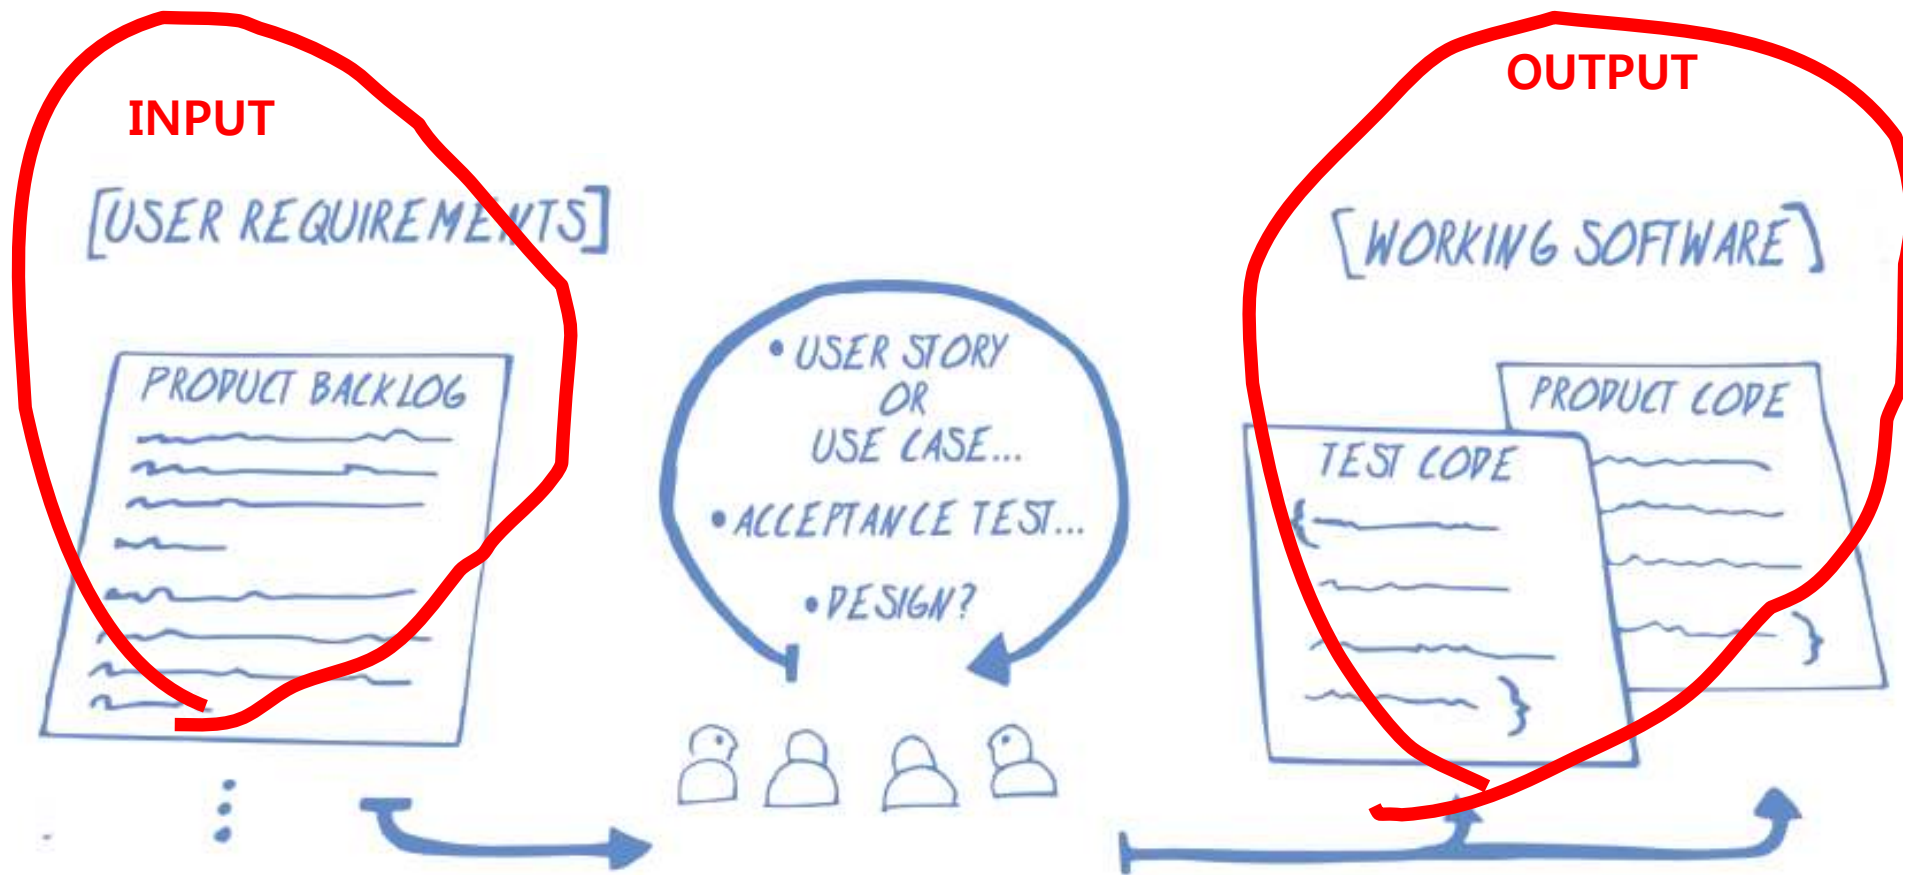 INPUT
OUTPUT
[USER REQUIREMENTS]
[WORKING SOFTWARE]
PRODUCT BACKLOG
• USER STORY
OR
USE CASE...
• ACCEPTANCE TEST...
• DESIGN?
PRODUCT CODE
TEST CODE